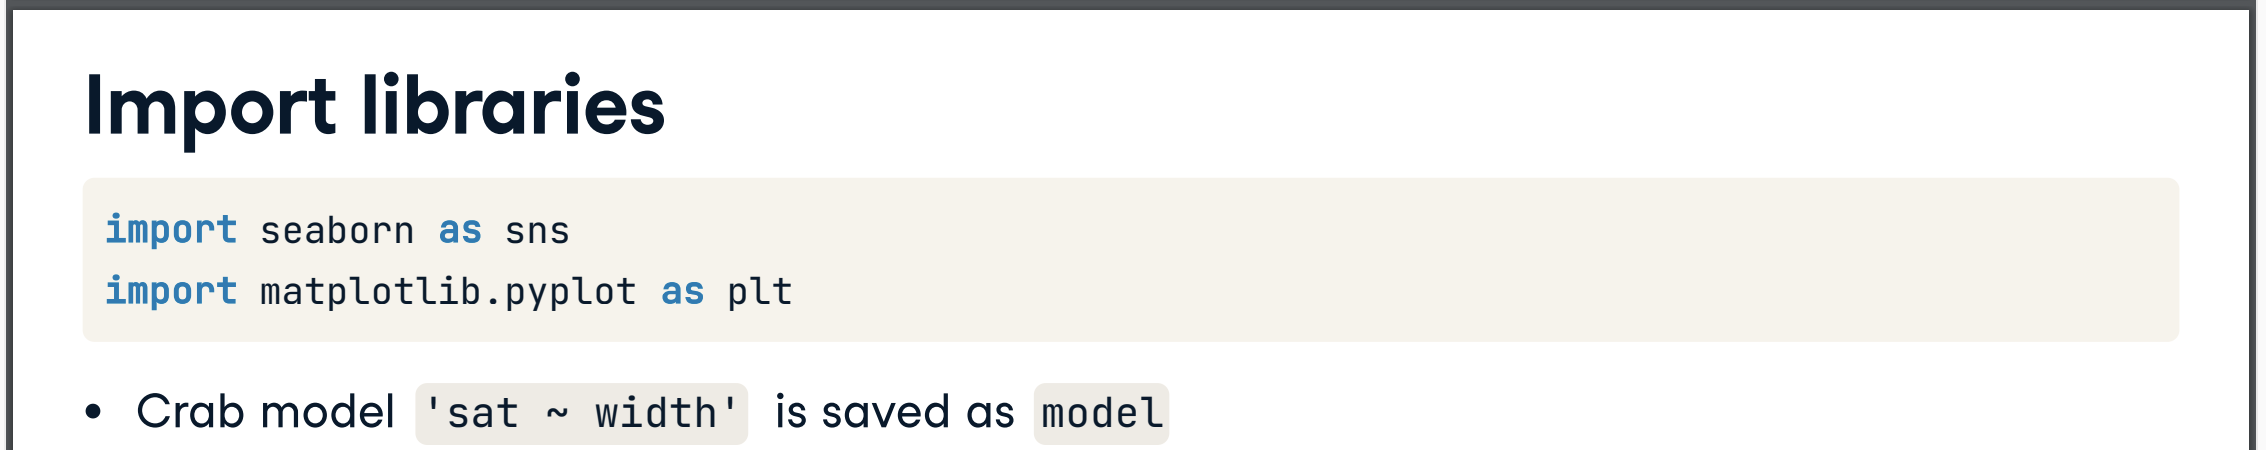 Import libraries
import seaborn as sns
import matplotlib.pyplot as plt
• Crab model 'sat ~ width' is saved as model